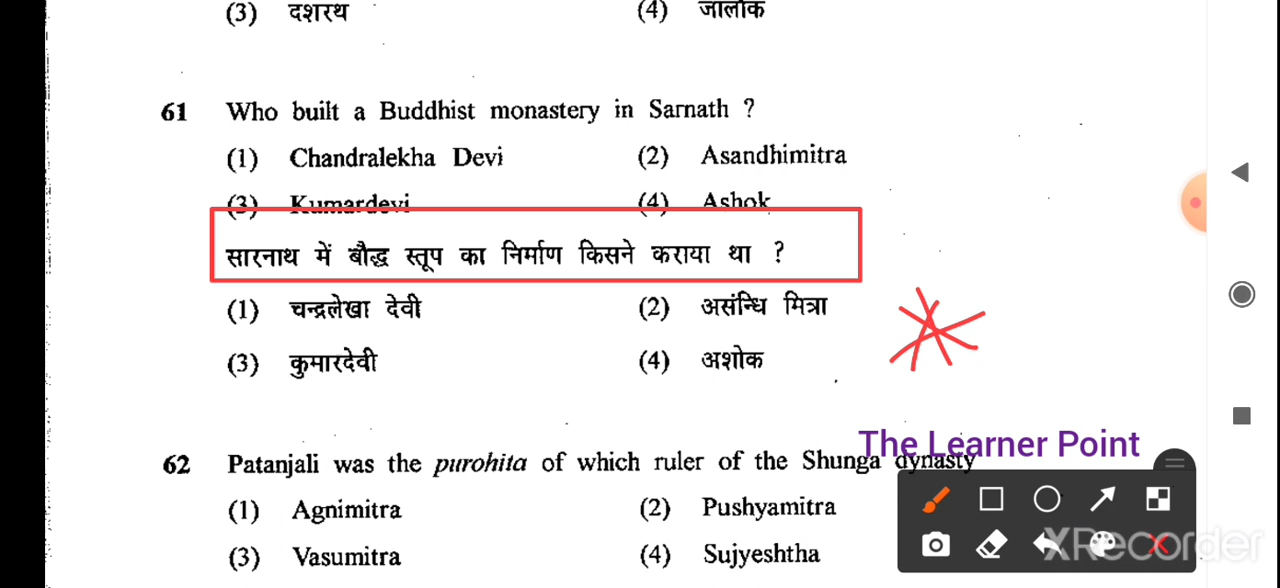 (3) दशरथ (4) जालौक
61 Who built a Buddhist monastery in Sarnath ?
(1) Chandralekha Devi (2) Asandhimitra
(3) Kumardevi (4) Ashok
सारनाथ में बौद्ध स्तूप का निर्माण किसने कराया था ?
(1) चन्द्रलेखा देवी (2) असंन्धि मित्रा
(3) कुमारदेवी (4) अशोक
The Learner Point
62 Patanjali was the purohita of which ruler of the Shunga dynasty
(1) Agnimitra (2) Pushyamitra
(3) Vasumitra (4) Sujyeshtha
XRecorder